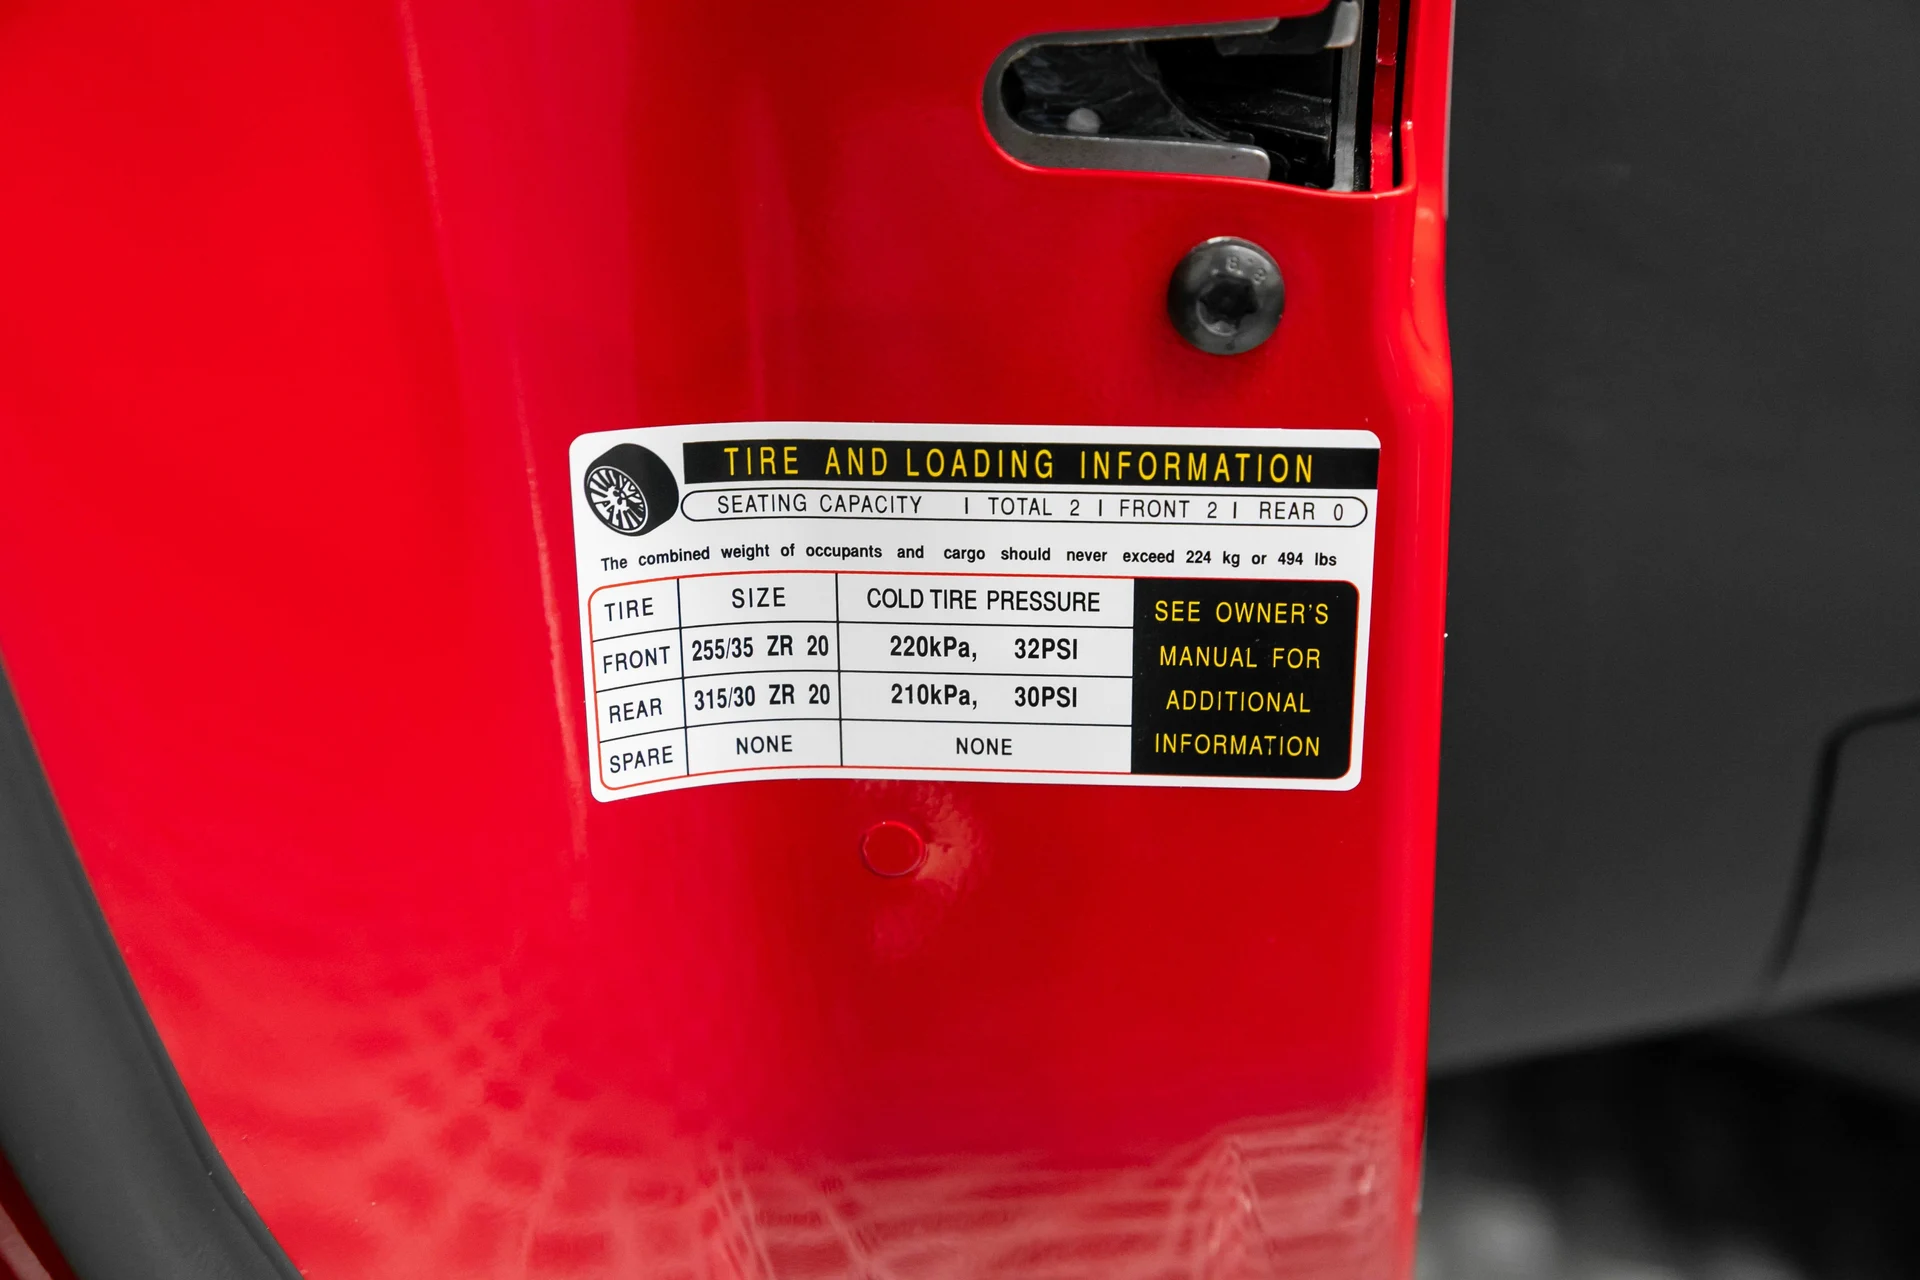 TIRE AND LOADING INFORMATION
SEATING CAPACITY | TOTAL 2 | FRONT 2 | REAR 0
The combined weight of occupants and cargo should never exceed 224 kg or 494 lbs
TIRE SIZE COLD TIRE PRESSURE
FRONT 255/35 ZR 20 220kPa, 32PSI
REAR 315/30 ZR 20 210kPa, 30PSI
SPARE NONE NONE
SEE OWNER'S
MANUAL FOR
ADDITIONAL
INFORMATION